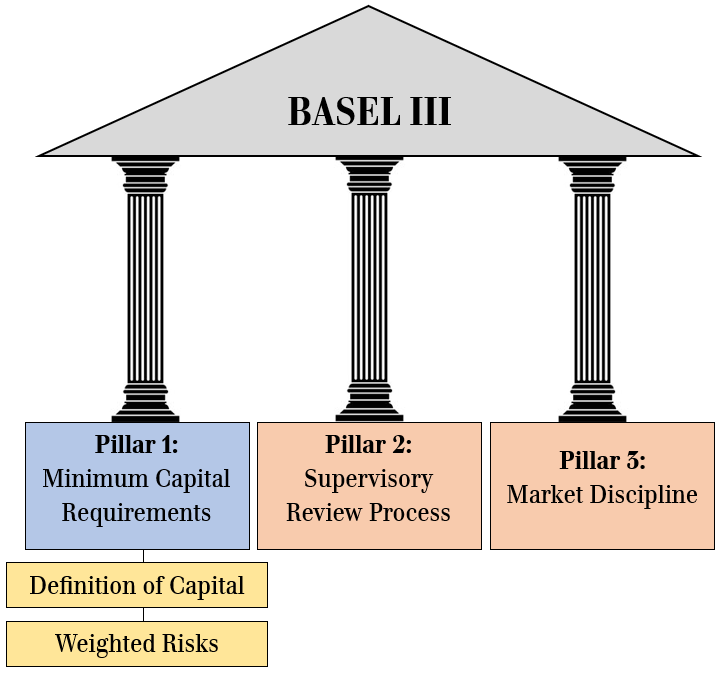 BASEL III
Pillar 1:
Minimum Capital
Requirements
Pillar 2:
Supervisory
Review Process
Pillar 3:
Market Discipline
Definition of Capital
Weighted Risks